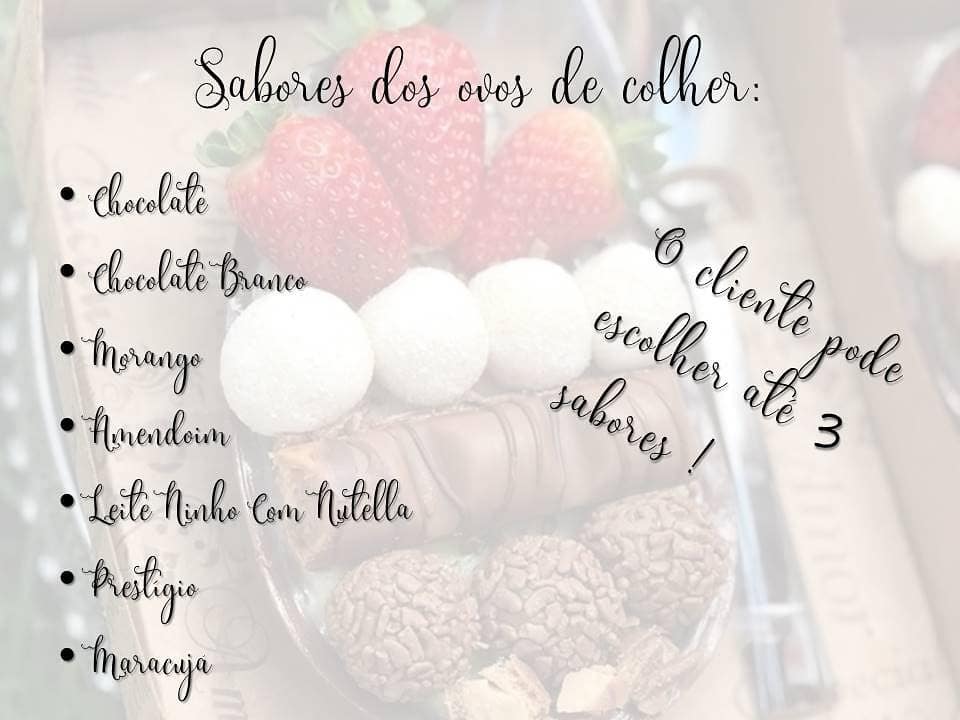 Sabores dos ovos de colher:
• Chocolate
• Chocolate Branco
• Morango
• Amendoim
• Leite Ninho Com Nutella
• Prestígio
• Maracujá
O cliente pode
escolher até 3
sabores !